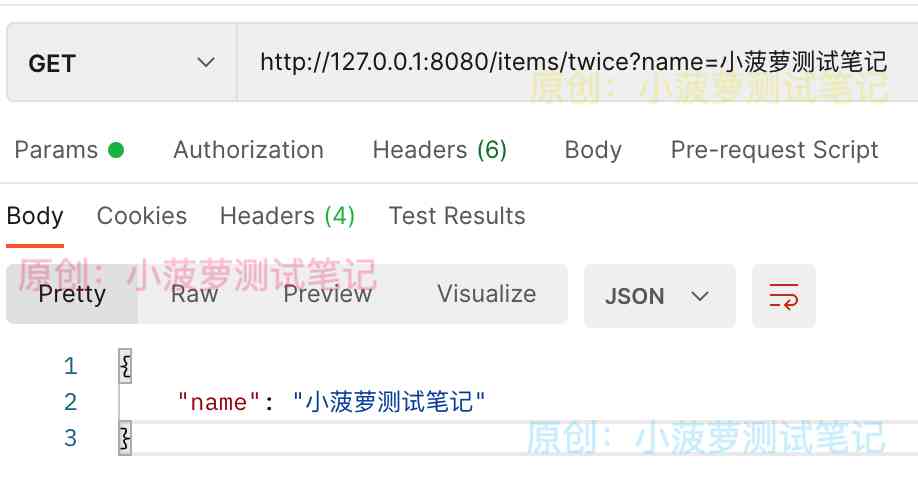 GET http://127.0.0.1:8080/items/twice?name=小菠萝测试笔记
原创：小菠萝测试笔记
Params Authorization Headers (6) Body Pre-request Script
Body Cookies Headers (4) Test Results
原创：小菠萝测试笔记
Pretty Raw Preview Visualize JSON
1 {
2 "name": "小菠萝测试笔记"
3 }
原创：小菠萝测试笔记